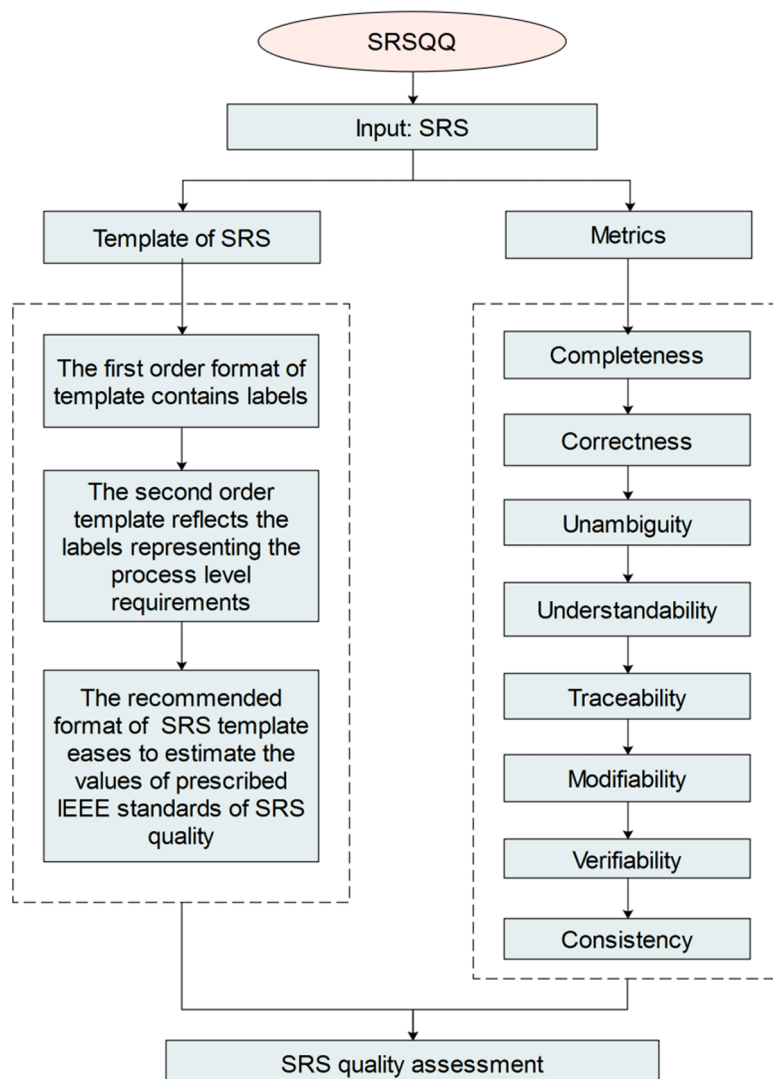 SRSQQ
Input: SRS
Template of SRS
The first order format of
template contains labels
The second order
template reflects the
labels representing the
process level
requirements
The recommended
format of SRS template
eases to estimate the
values of prescribed
IEEE standards of SRS
quality
Metrics
Completeness
Correctness
Unambiguity
Understandability
Traceability
Modifiability
Verifiability
Consistency
SRS quality assessment